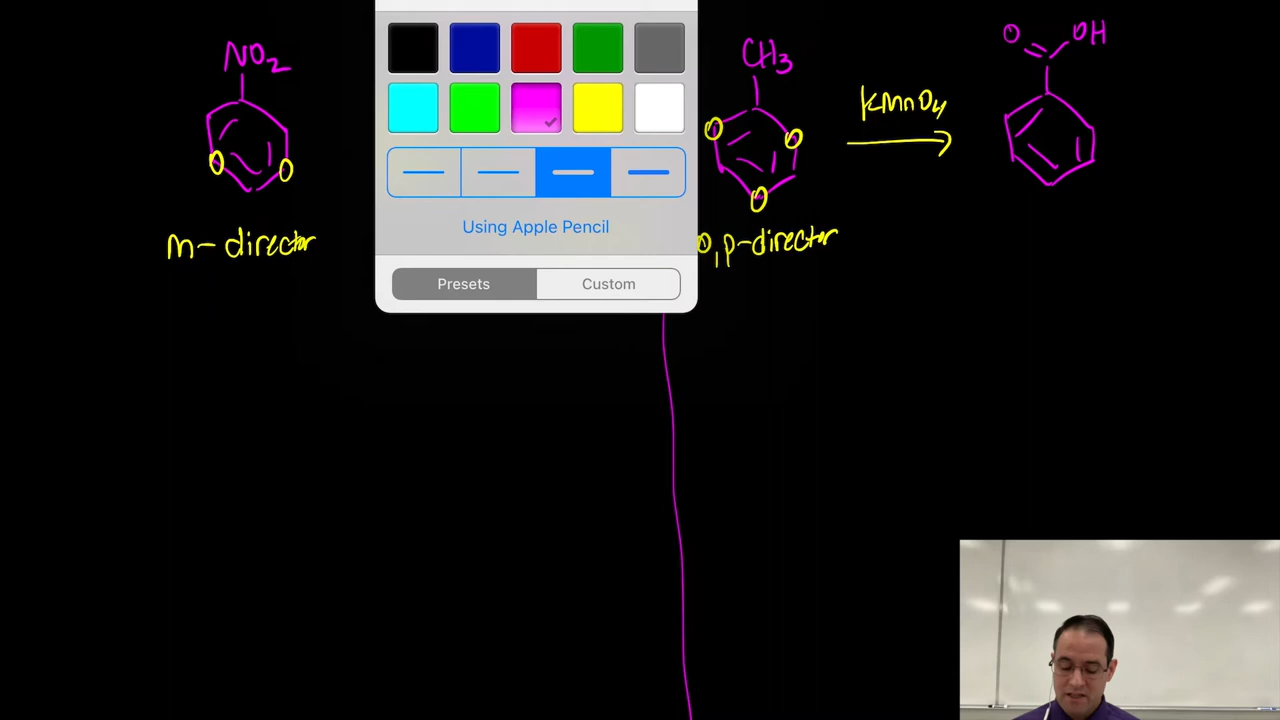 NO2
m-director
Using Apple Pencil
Presets
Custom
CH3
O,p-director
KMnO4
O
OH